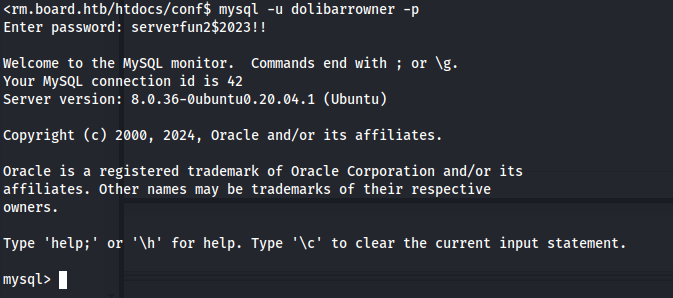 <rm.board.htb/htdocs/conf$ mysql -u dolibarrowner -p
Enter password: serverfun2$2023!!
Welcome to the MySQL monitor.  Commands end with ; or \g.
Your MySQL connection id is 42
Server version: 8.0.36-0ubuntu0.20.04.1 (Ubuntu)
Copyright (c) 2000, 2024, Oracle and/or its affiliates.
Oracle is a registered trademark of Oracle Corporation and/or its
affiliates. Other names may be trademarks of their respective
owners.
Type 'help;' or '\h' for help. Type '\c' to clear the current input statement.
mysql>